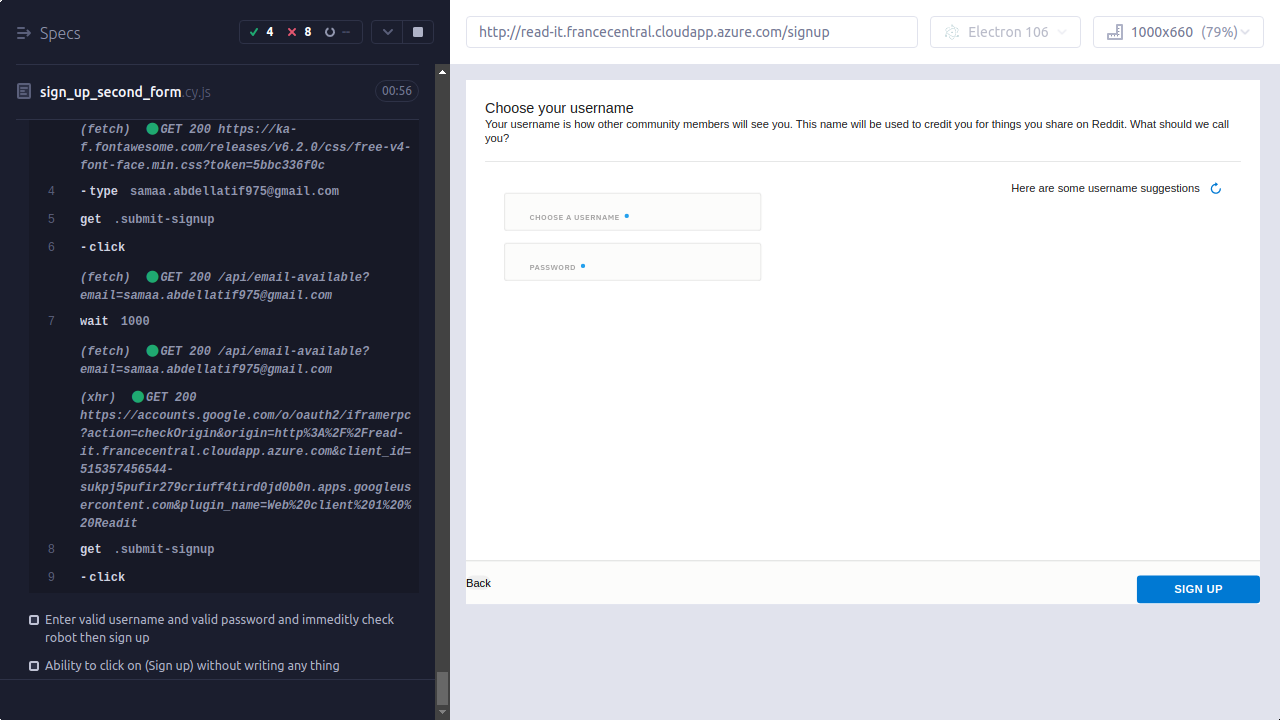 Specs
4 8 --
http://read-it.francecentral.cloudapp.azure.com/signup
Electron 106
1000x660 (79%)
sign_up_second_form.cy.js
00:56
(fetch) GET 200 https://ka-
f.fontawesome.com/releases/v6.2.0/css/free-v4-
font-face.min.css?token=5bbc336f0c
4 -type samaa.abdellatif975@gmail.com
5 get .submit-signup
6 -click
(fetch) GET 200 /api/email-available?
email=samaa.abdellatif975@gmail.com
7 wait 1000
(fetch) GET 200 /api/email-available?
email=samaa.abdellatif975@gmail.com
(xhr) GET 200
https://accounts.google.com/o/oauth2/iframerpc
?action=checkOrigin&origin=http%3A%2F%2Fread-
it.francecentral.cloudapp.azure.com&client_id=
515357456544-
sukpj5pufir279criuff4tird0jd0b0n.apps.googleus
ercontent.com&plugin_name=Web%20client%201%20%
20Readit
8 get .submit-signup
9 -click
Enter valid username and valid password and immeditly check
robot then sign up
Ability to click on (Sign up) without writing any thing
Choose your username
Your username is how other community members will see you. This name will be used to credit you for things you share on Reddit. What should we call
you?
Here are some username suggestions
CHOOSE A USERNAME
PASSWORD
Back
SIGN UP